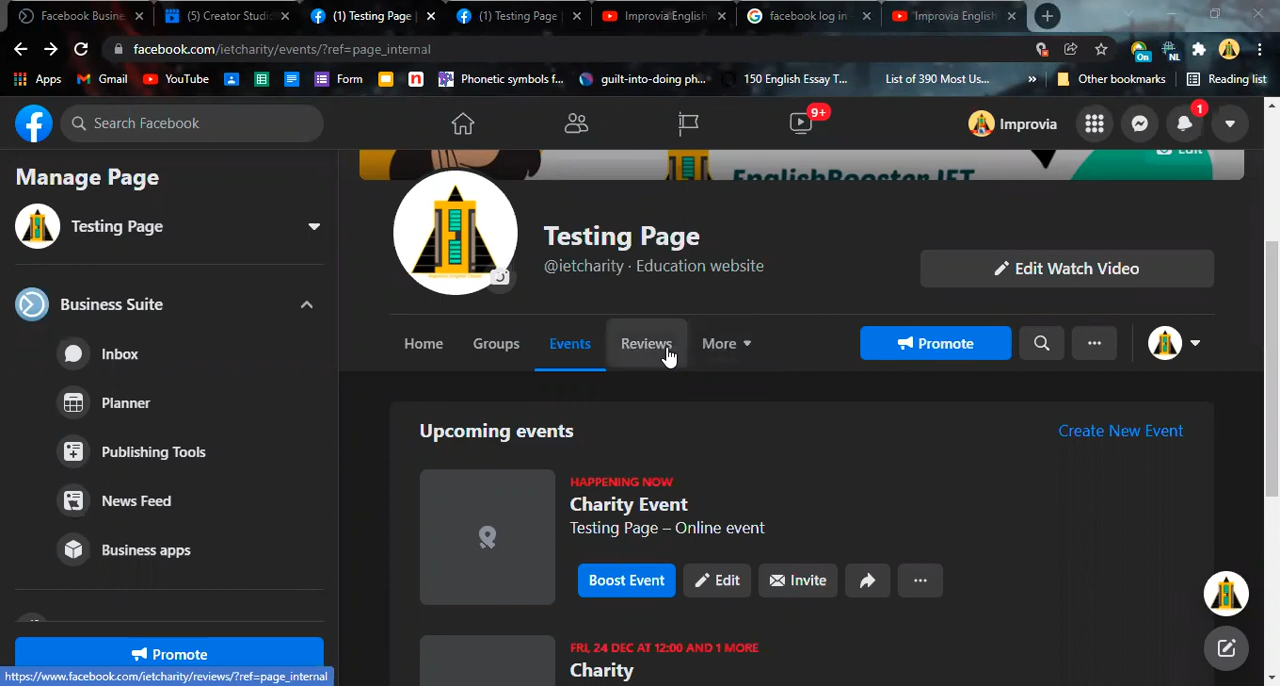 Facebook Busine
(5) Creator Studi
(1) Testing Page
(1) Testing Page
Improvia English
facebook log in
"Improvia English
facebook.com/ietcharity/events/?ref=page_internal
On
NL
Apps
Gmail
YouTube
Form
Phonetic symbols f...
guilt-into-doing ph...
150 English Essay T...
List of 390 Most Us...
»
Other bookmarks
Reading list
Search Facebook
9+
Improvia
1
Manage Page
Testing Page
Business Suite
Inbox
Planner
Publishing Tools
News Feed
Business apps
Promote
https://www.facebook.com/ietcharity/reviews/?ref=page_internal
Edit
EnglishBooster IET
Testing Page
@ietcharity · Education website
Edit Watch Video
Home
Groups
Events
Reviews
More
Promote
Upcoming events
Create New Event
HAPPENING NOW
Charity Event
Testing Page – Online event
Boost Event
Edit
Invite
FRI, 24 DEC AT 12:00 AND 1 MORE
Charity